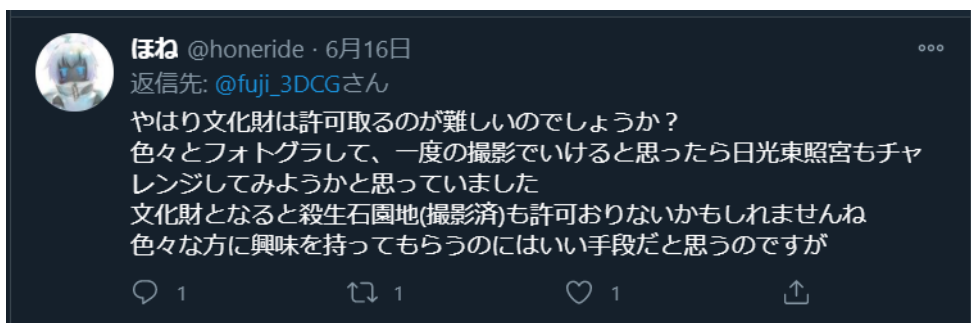 ほね @honeride · 6月16日
返信先: @fuji_3DCGさん
やはり文化財は許可取るのが難しいのでしょうか？
色々とフォトグラして、一度の撮影でいけると思ったら日光東照宮もチャ
レンジしてみようかと思っていました
文化財となると殺生石園地(撮影済)も許可おりないかもしれませんね
色々な方に興味を持ってもらうのにはいい手段だと思うのですが
1 1 1